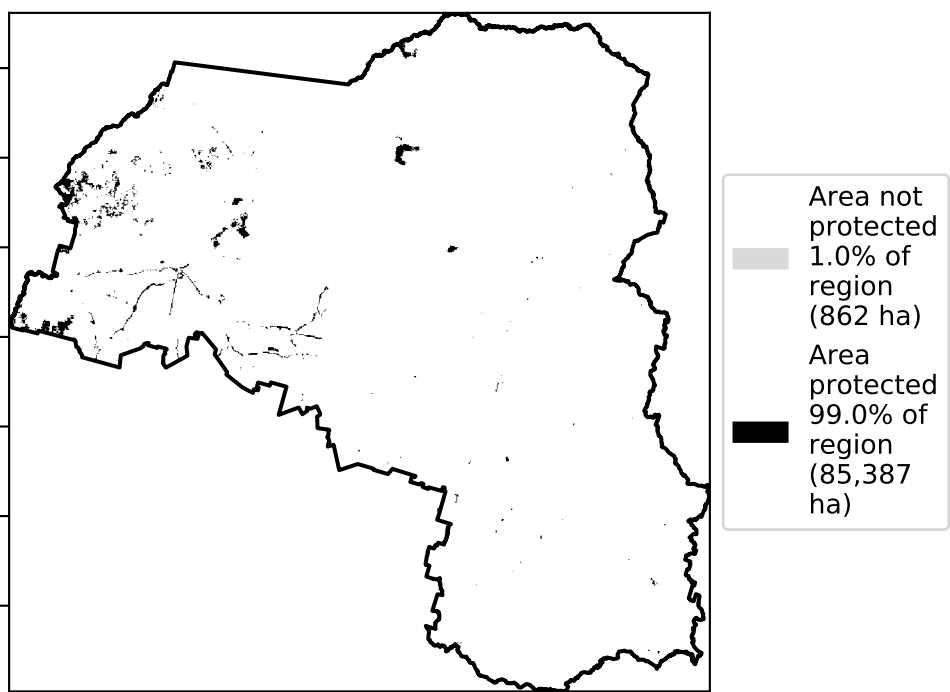 Area not
protected
1.0% of
region
(862 ha)
Area
protected
99.0% of
region
(85,387
ha)